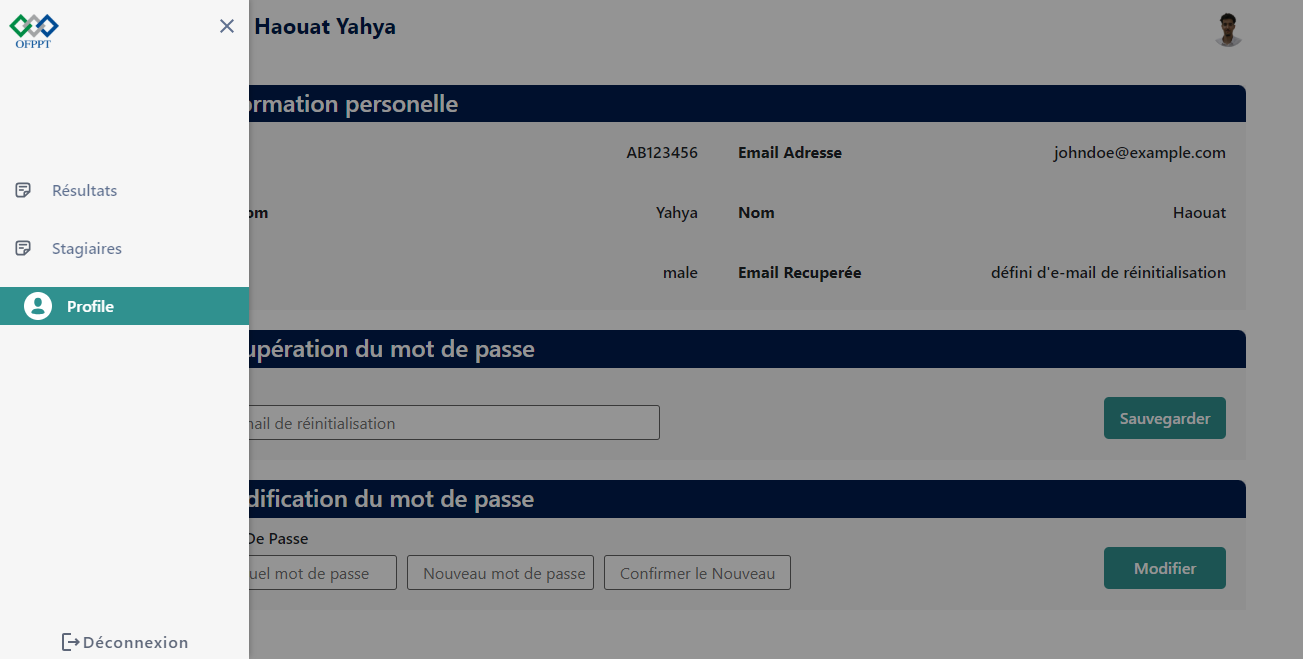 OFPPT
Haouat Yahya
Résultats
Stagiaires
Profile
Déconnexion
rmation personelle
AB123456
Email Adresse
johndoe@example.com
om
Yahya
Nom
Haouat
male
Email Recuperée
défini d'e-mail de réinitialisation
upération du mot de passe
ail de réinitialisation
Sauvegarder
dification du mot de passe
De Passe
uel mot de passe
Nouveau mot de passe
Confirmer le Nouveau
Modifier